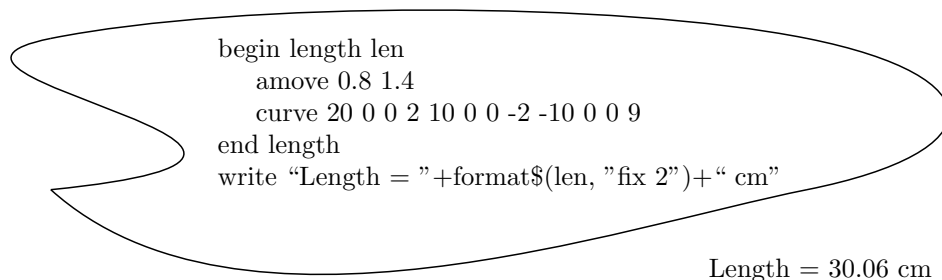 begin length len
amove 0.8 1.4
curve 20 0 0 2 10 0 0 -2 -10 0 0 9
end length
write “Length = ”+format$(len, ”fix 2”)+“ cm”
Length = 30.06 cm